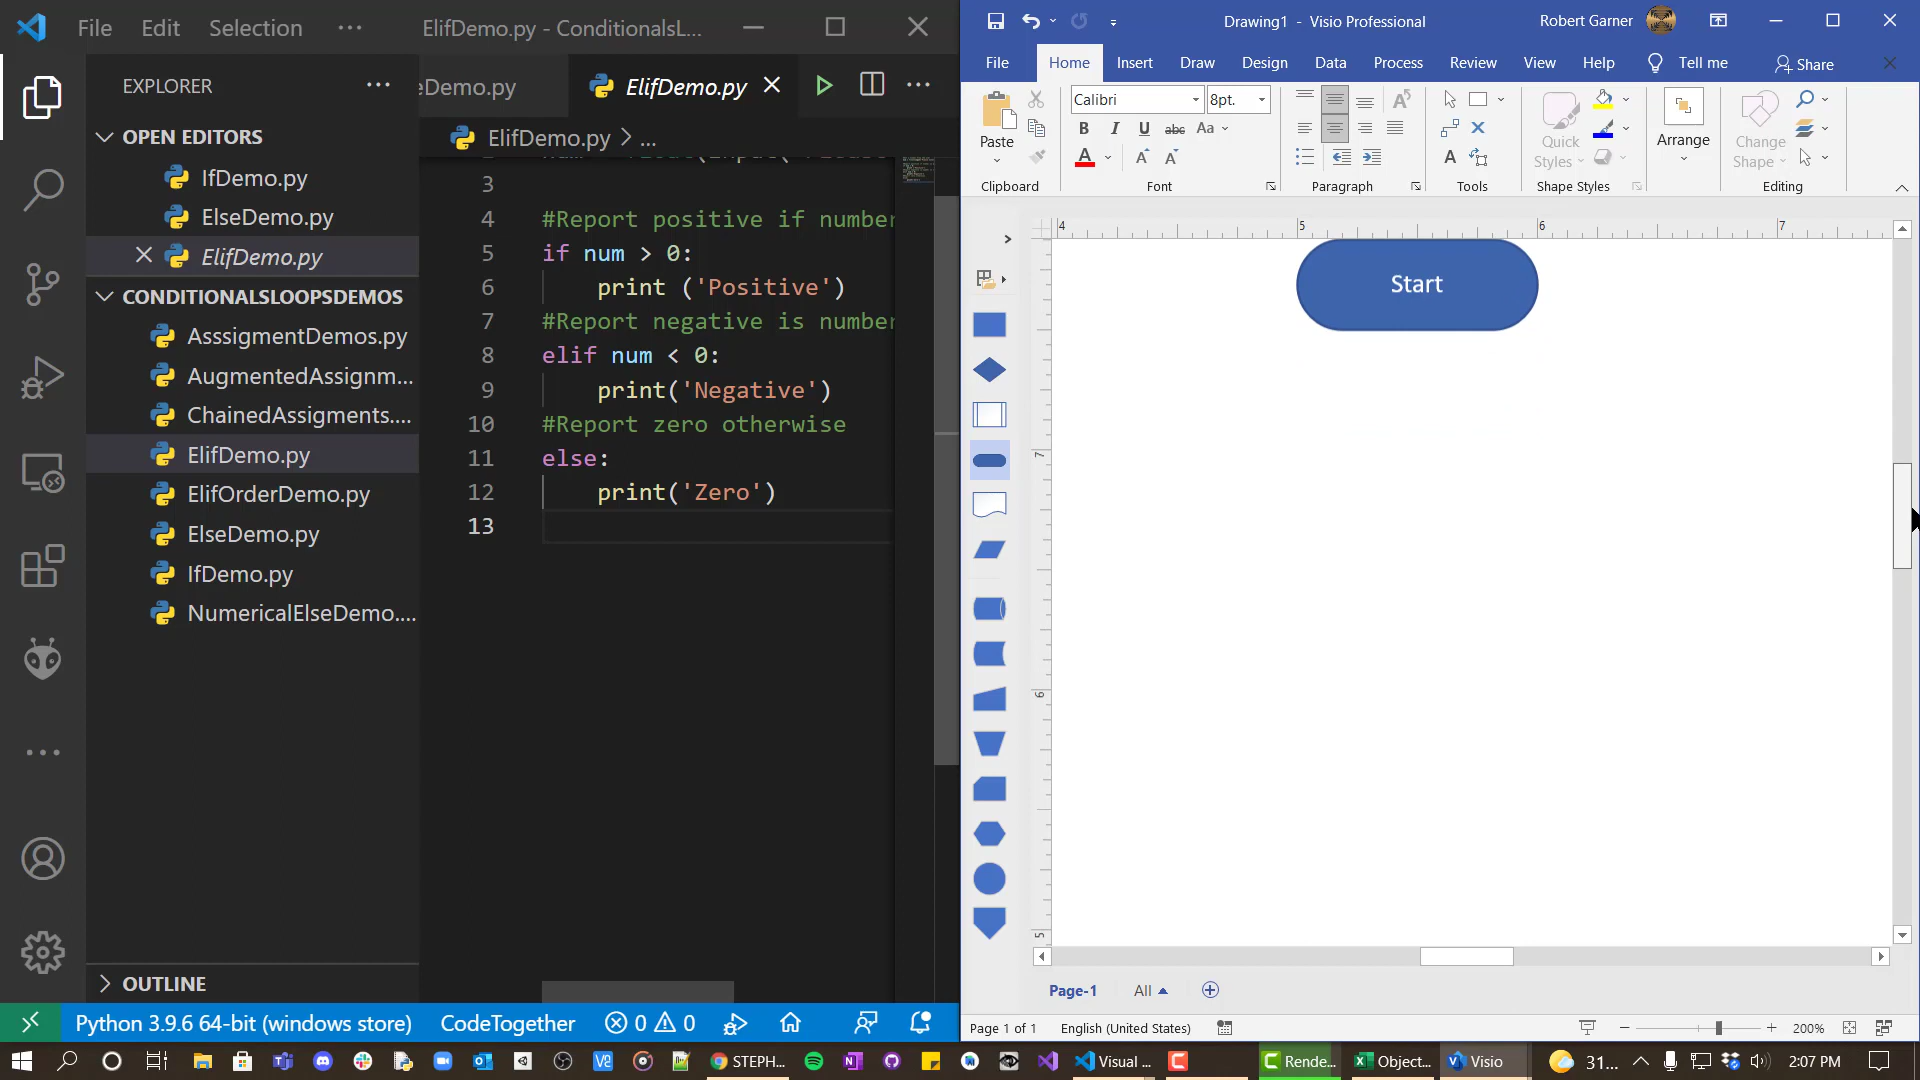 File Edit Selection ··· ElifDemo.py - ConditionalsL...
EXPLORER
OPEN EDITORS
IfDemo.py
ElseDemo.py
ElifDemo.py
CONDITIONALSLOOPSDEMOS
AsssigmentDemos.py
AugmentedAssignm...
ChainedAssigments....
ElifDemo.py
ElifOrderDemo.py
ElseDemo.py
IfDemo.py
NumericalElseDemo....
OUTLINE
eDemo.py ElifDemo.py
ElifDemo.py > ...
3
4 #Report positive if number
5 if num > 0:
6 print ('Positive')
7 #Report negative is number
8 elif num < 0:
9 print('Negative')
10 #Report zero otherwise
11 else:
12 print('Zero')
13
Python 3.9.6 64-bit (windows store) CodeTogether 0 0
Drawing1 - Visio Professional Robert Garner
File Home Insert Draw Design Data Process Review View Help Tell me Share
Calibri 8pt.
Paste
B I U abc Aa
A A A A
Quick Styles
Arrange
Change Shape
Clipboard Font Paragraph Tools Shape Styles Editing
4 5 6 7
Start
7
6
5
Page-1 All
Page 1 of 1 English (United States) 200%
STEPH... Visual ... Rende... Object... Visio 31... 2:07 PM